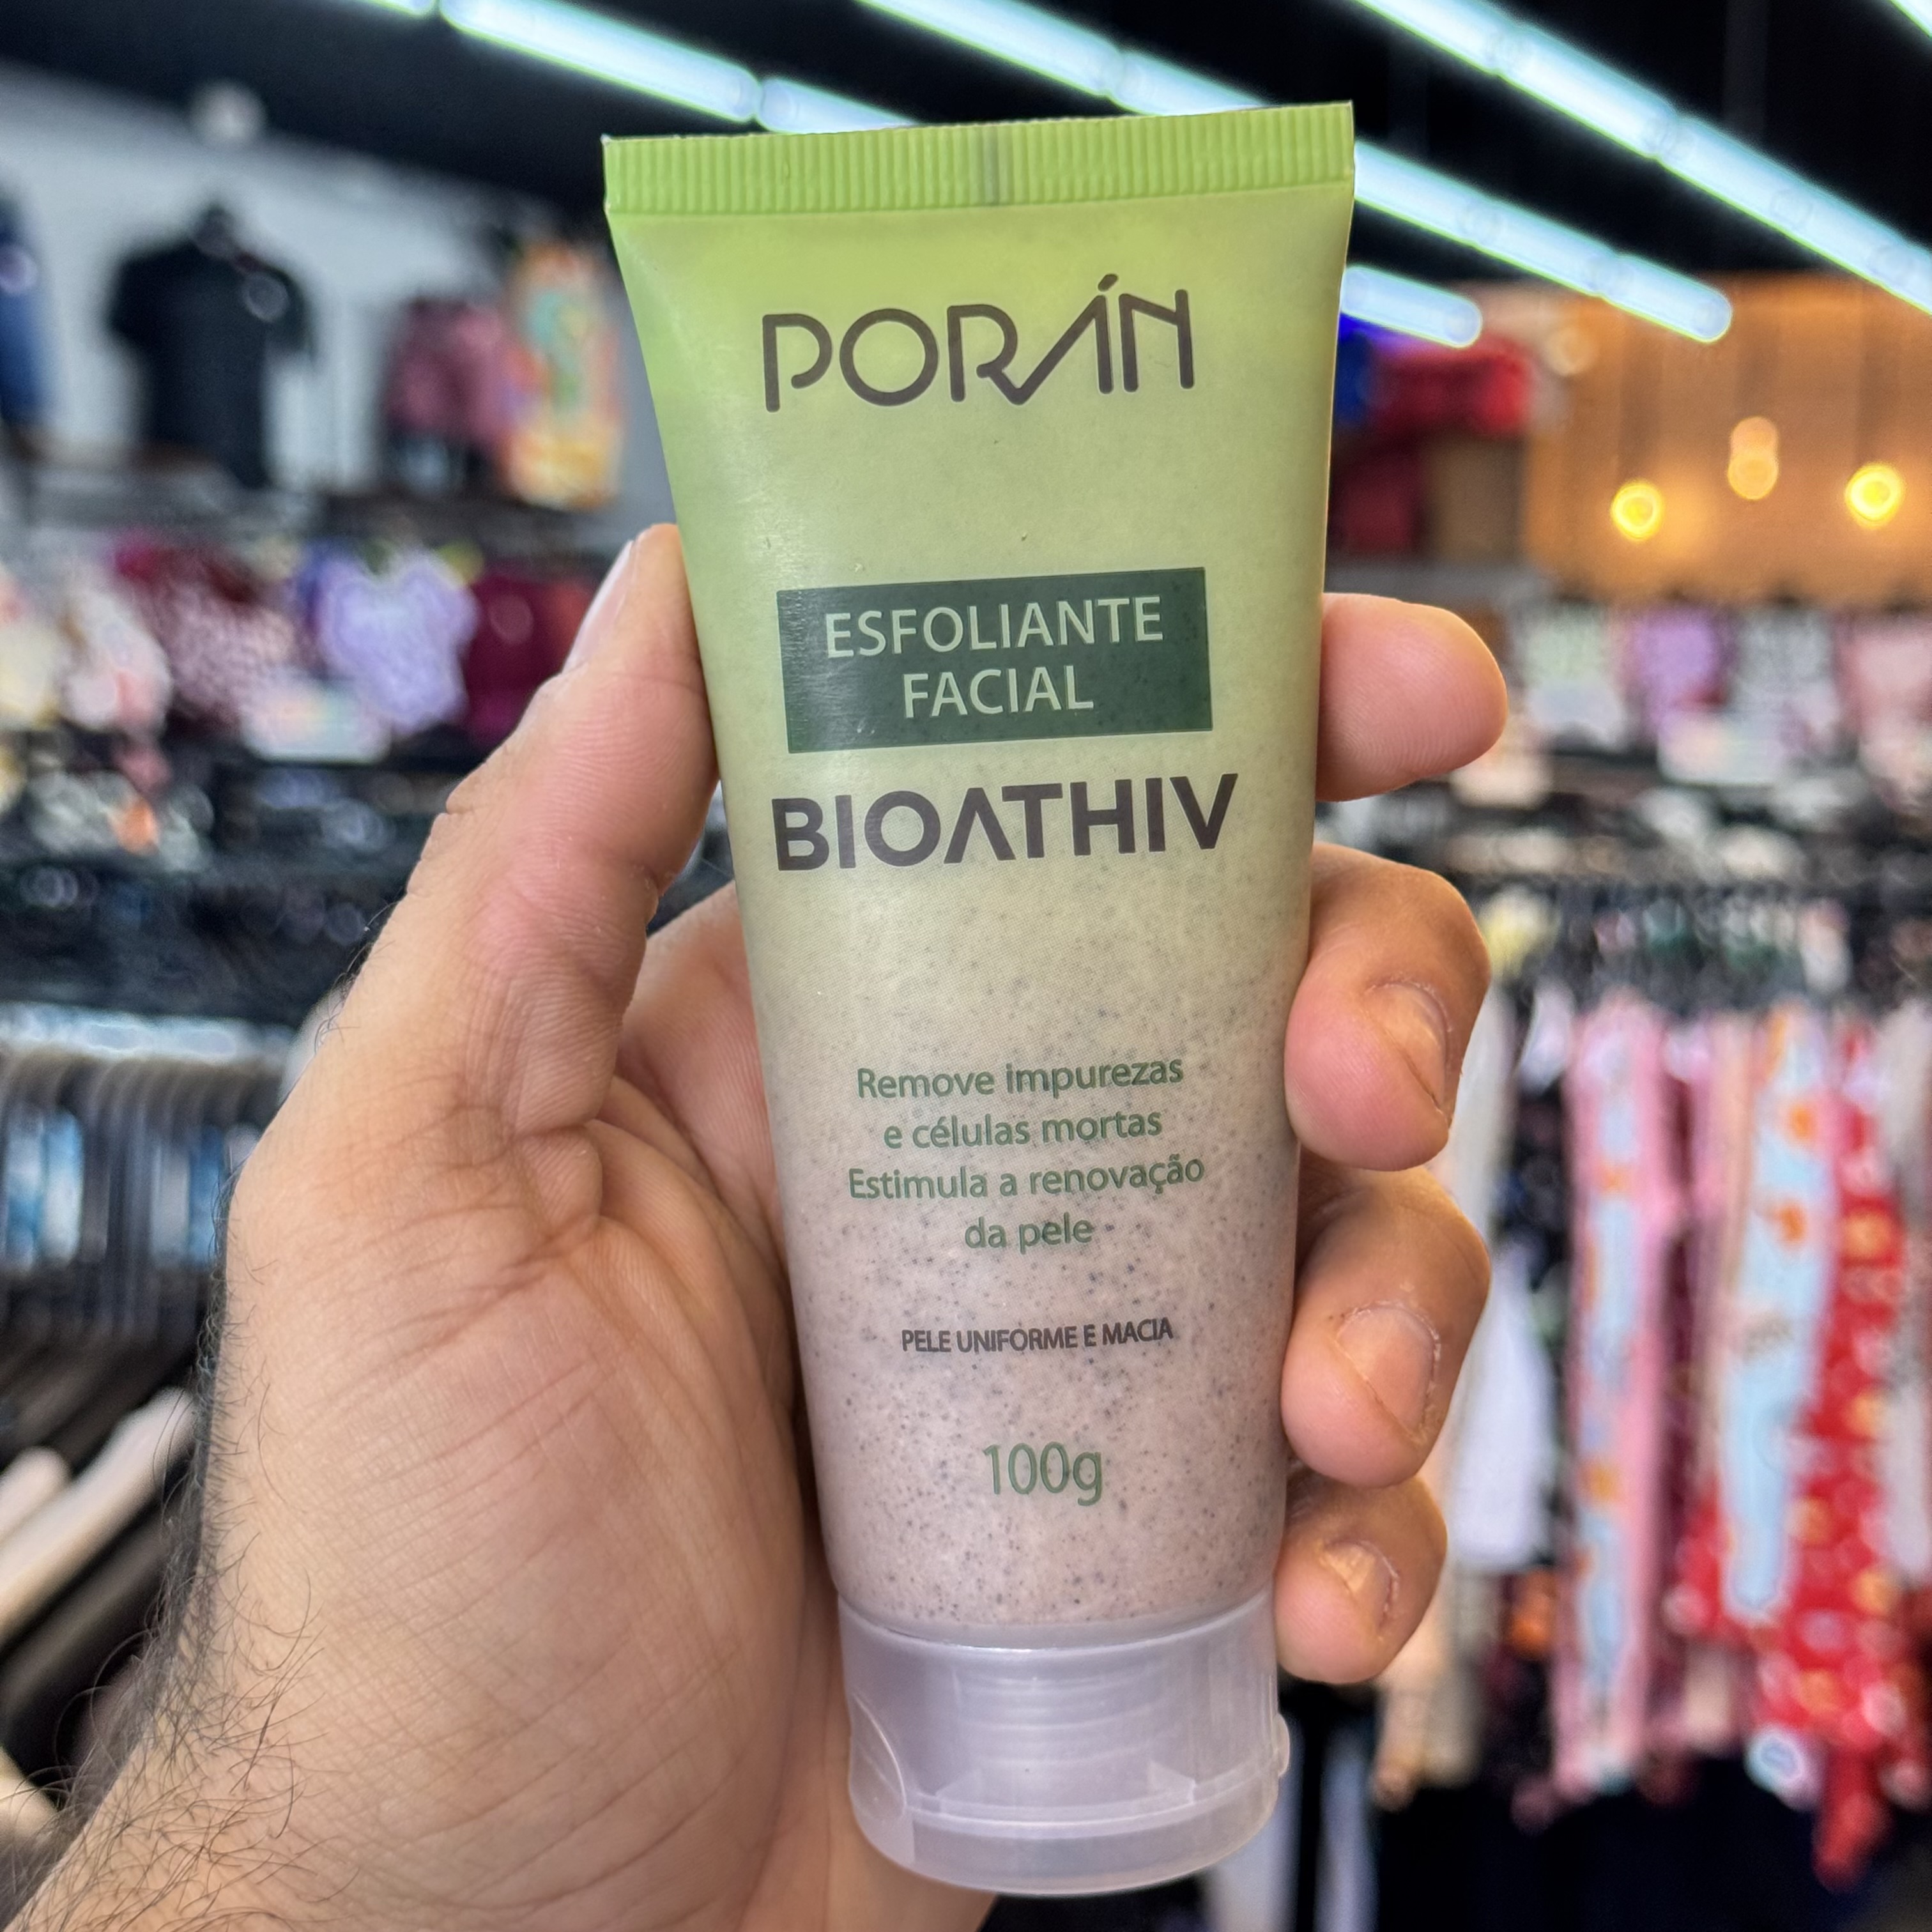 PORÁN
ESFOLIANTE
FACIAL
BIOATHIV
Remove impurezas
e células mortas
Estimula a renovação
da pele
PELE UNIFORME E MACIA
100g